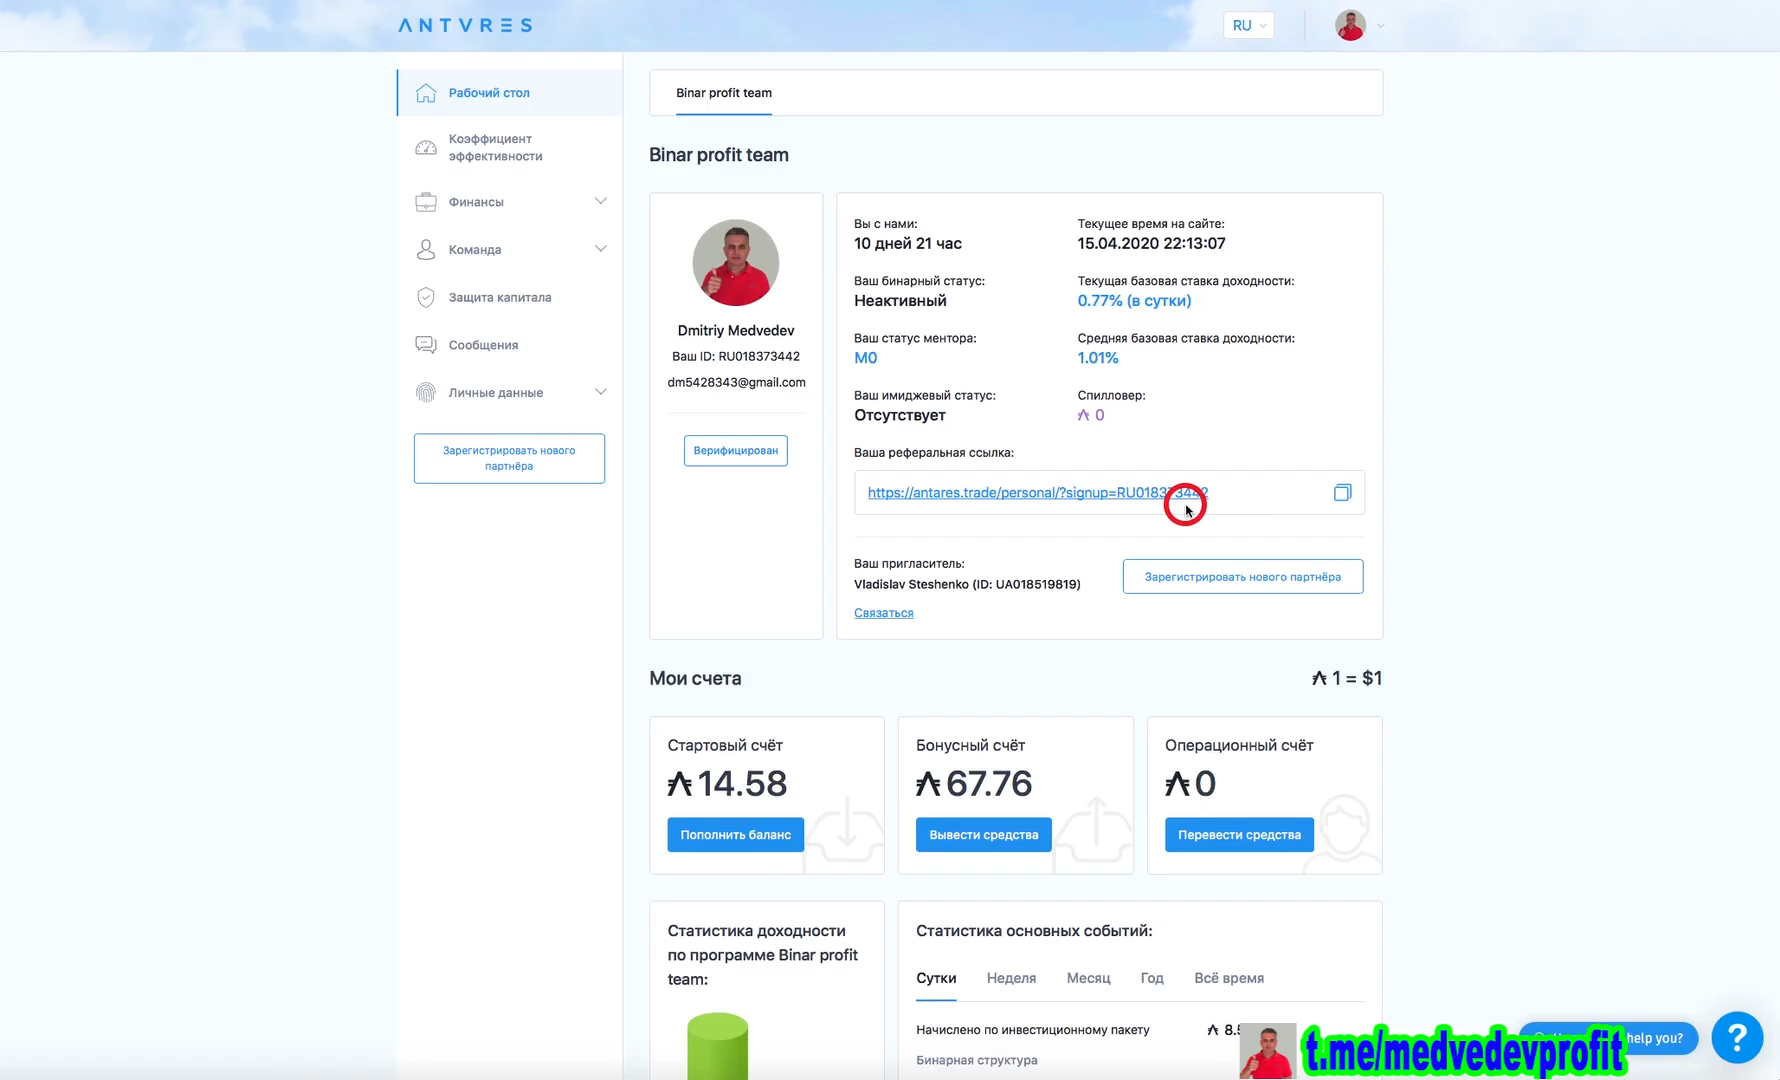 ANTARES
RU
Рабочий стол
Коэффициент
эффективности
Финансы
Команда
Защита капитала
Сообщения
Личные данные
Зарегистрировать нового
партнёра
Binar profit team
Binar profit team
Dmitriy Medvedev
Ваш ID: RU018373442
dm5428343@gmail.com
Верифицирован
Вы с нами:
10 дней 21 час
Текущее время на сайте:
15.04.2020 22:13:07
Ваш бинарный статус:
Неактивный
Текущая базовая ставка доходности:
0.77% (в сутки)
Ваш статус ментора:
M0
Средняя базовая ставка доходности:
1.01%
Ваш имиджевый статус:
Отсутствует
Спилловер:
0
Ваша реферальная ссылка:
https://antares.trade/personal/?signup=RU018373442
Ваш пригласитель:
Vladislav Steshenko (ID: UA018519819)
Связаться
Зарегистрировать нового партнёра
Мои счета
1 = $1
Стартовый счёт
14.58
Пополнить баланс
Бонусный счёт
67.76
Вывести средства
Операционный счёт
0
Перевести средства
Статистика доходности
по программе Binar profit
team:
Статистика основных событий:
Сутки Неделя Месяц Год Всё время
Начислено по инвестиционному пакету
Бинарная структура
help you?
?
t.me/medvedevprofit